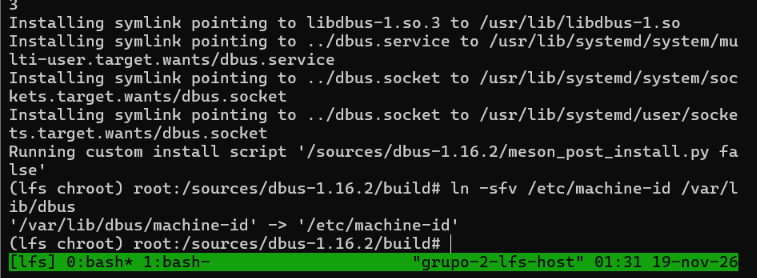 3
Installing symlink pointing to libdbus-1.so.3 to /usr/lib/libdbus-1.so
Installing symlink pointing to ../dbus.service to /usr/lib/systemd/system/mu
lti-user.target.wants/dbus.service
Installing symlink pointing to ../dbus.socket to /usr/lib/systemd/system/soc
kets.target.wants/dbus.socket
Installing symlink pointing to ../dbus.socket to /usr/lib/systemd/user/socke
ts.target.wants/dbus.socket
Running custom install script '/sources/dbus-1.16.2/meson_post_install.py fa
lse'
(lfs chroot) root:/sources/dbus-1.16.2/build# ln -sfv /etc/machine-id /var/l
ib/dbus
'/var/lib/dbus/machine-id' -> '/etc/machine-id'
(lfs chroot) root:/sources/dbus-1.16.2/build#
[lfs] 0:bash* 1:bash- "grupo-2-lfs-host" 01:31 19-nov-26